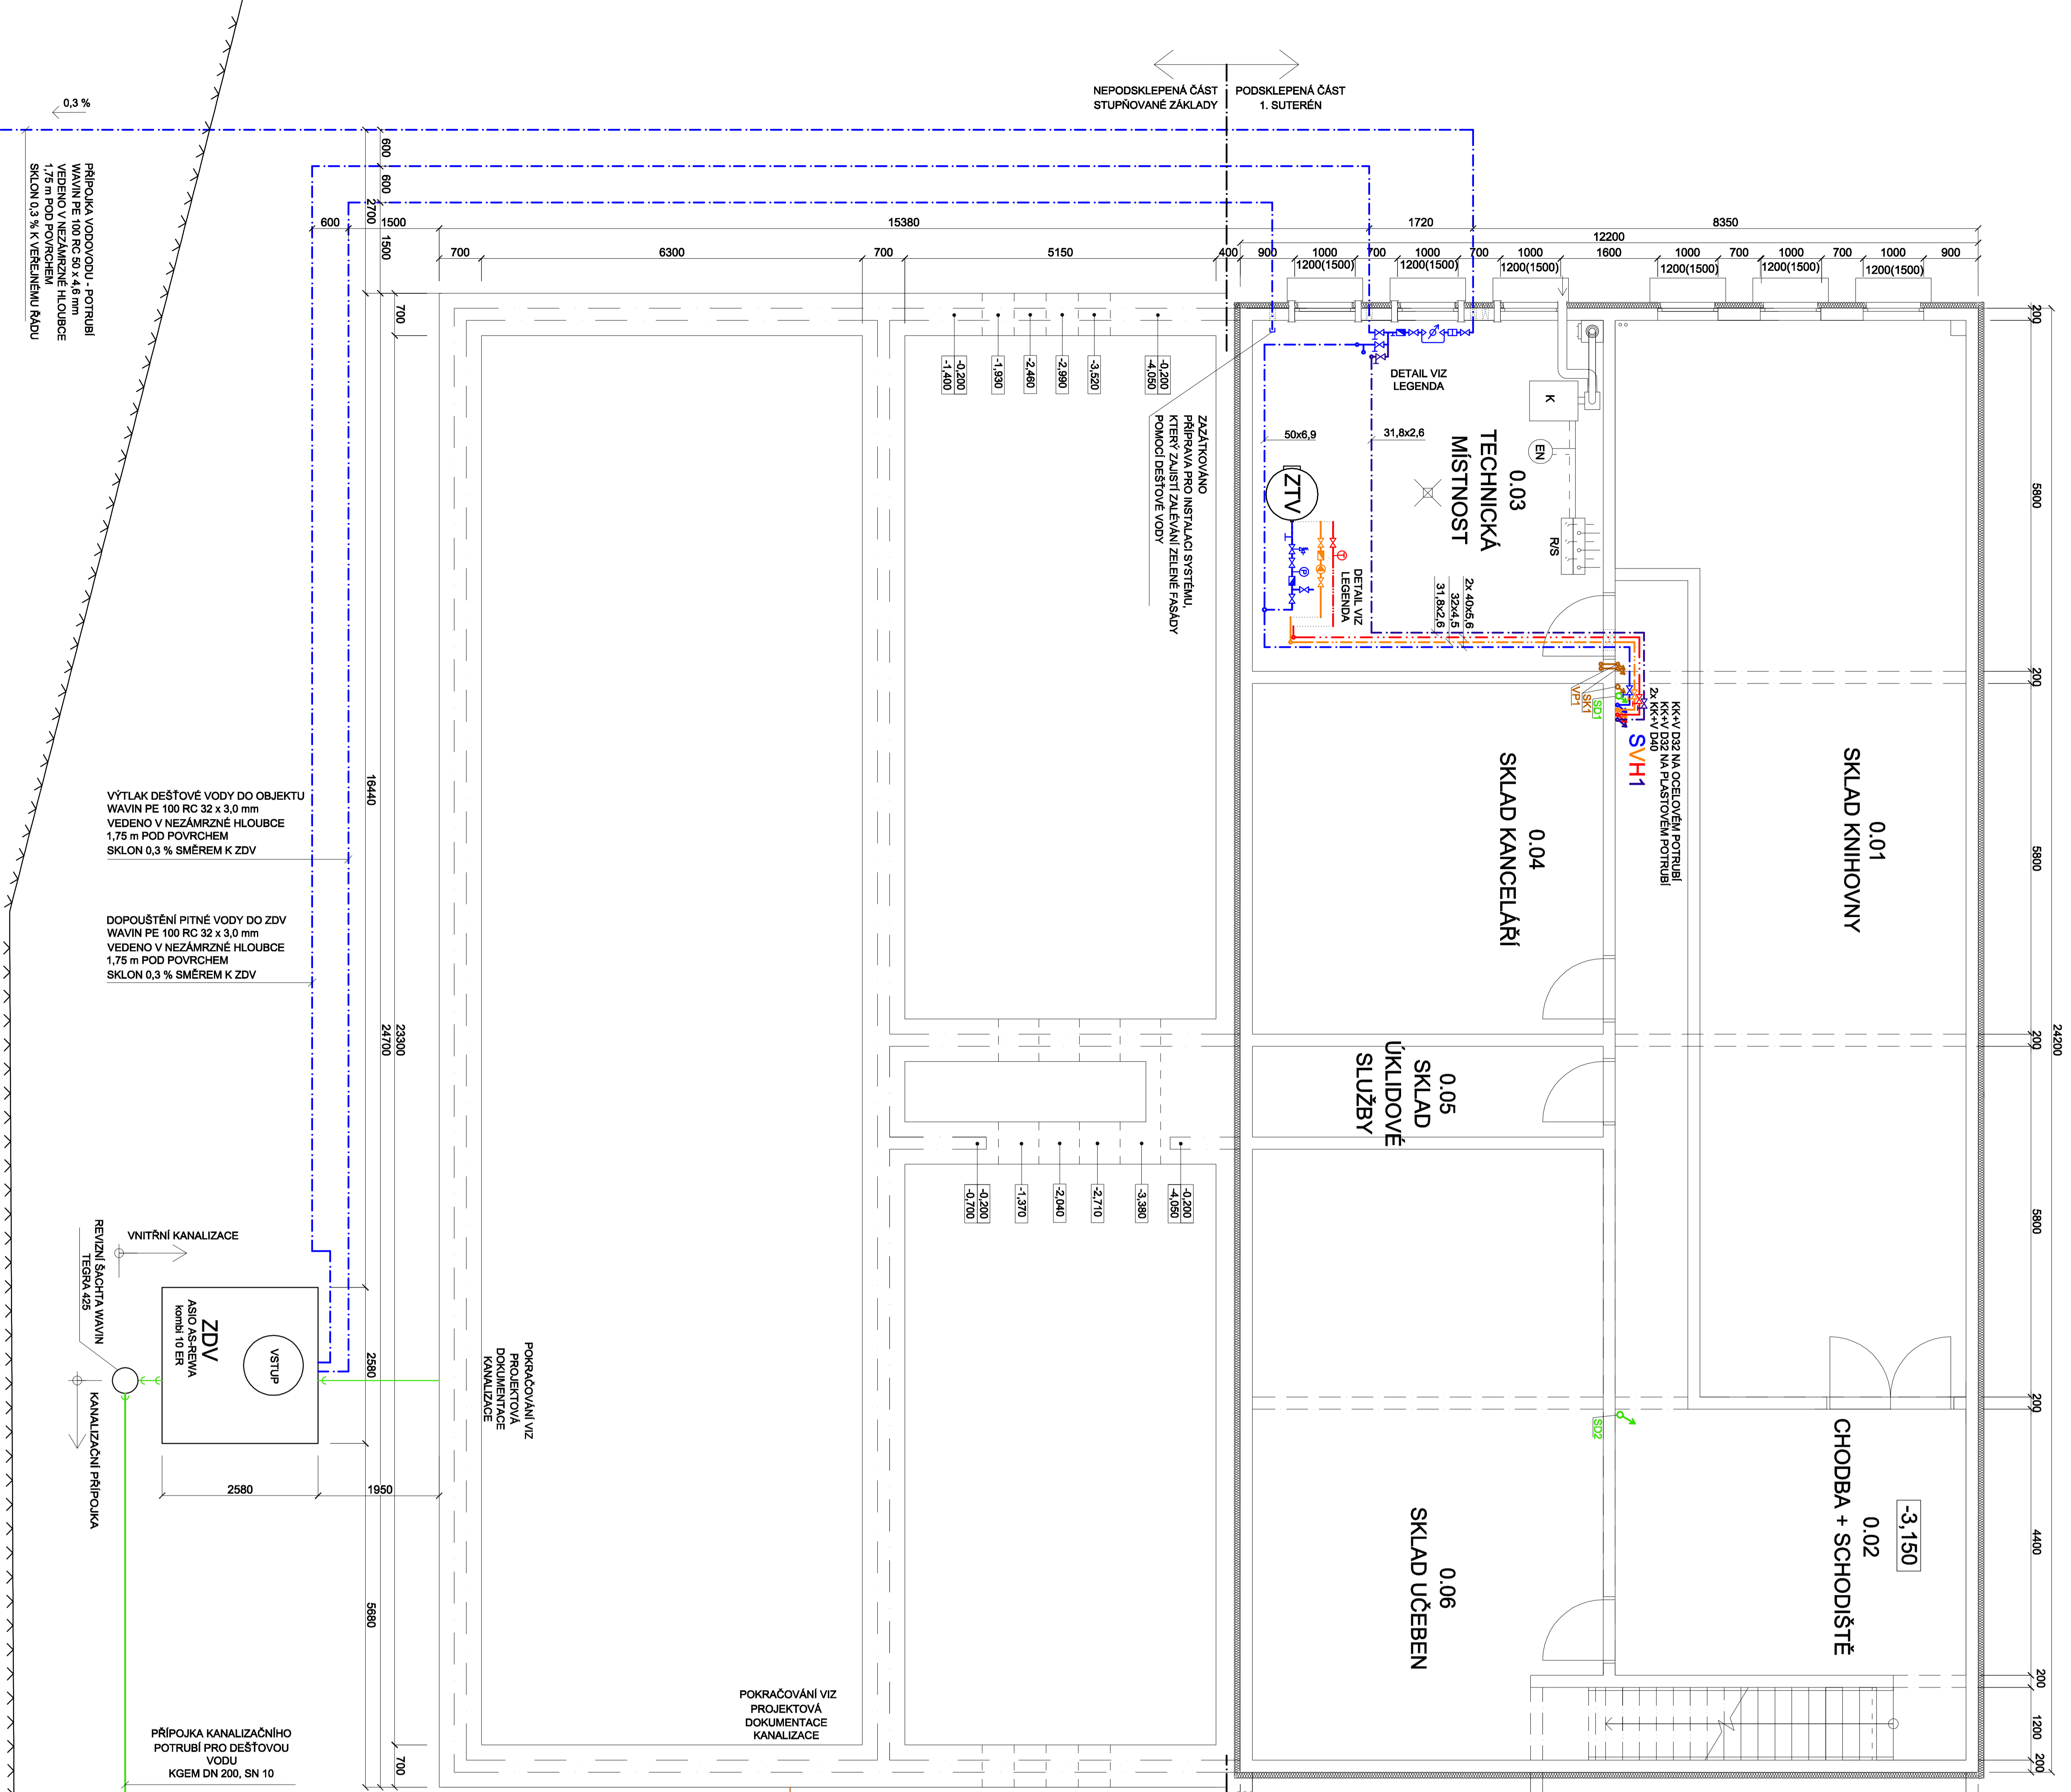 NEPODSKLEPENÁ ČÁST
STUPŇOVANÉ ZÁKLADY
PODSKLEPENÁ ČÁST
1. SUTERÉN
0,3 %
PŘÍPOJKA VODOVODU - POTRUBÍ
WAVIN PE 100 RC 50 x 4,6 mm
VEDENO V NEZÁMRZNÉ HLOUBCE
1,75 m POD POVRCHEM
SKLON 0,3 % K VEŘEJNÉMU ŘÁDU
600
600
2700
1500
600
1500
15380
1720
8350
12200
700
6300
700
5150
400
900
1000
700
1000
700
1000
1600
1000
700
1000
700
1000
900
1200(1500)
1200(1500)
1200(1500)
1200(1500)
1200(1500)
1200(1500)
700
-0,200
-1,400
-1,930
-2,460
-2,990
-3,520
-0,200
-4,050
ZAZÁTKOVÁNO
PŘÍPRAVA PRO INSTALACI SYSTÉMU,
KTERÝ ZAJISTÍ ZALÉVÁNÍ ZELENÉ FASÁDY
POMOCÍ DEŠŤOVÉ VODY
DETAIL VIZ
LEGENDA
K
EN
R/S
0.03
TECHNICKÁ
MÍSTNOST
50x6,9
31,8x2,6
ZTV
T
P
DETAIL VIZ
LEGENDA
2x 40x5,6
32x4,5
31,8x2,6
VP1
SK1
SD1
KK+V D32 NA OCELOVÉM POTRUBÍ
KK+V D32 NA PLASTOVÉM POTRUBÍ
2x KK+V D40
SVH1
0.01
SKLAD KNIHOVNY
0.04
SKLAD KANCELÁŘÍ
0.05
SKLAD
ÚKLIDOVÉ
SLUŽBY
0.06
SKLAD UČEBEN
-3,150
0.02
CHODBA + SCHODIŠTĚ
SD2
200
5800
200
5800
200
5800
200
4400
200
1200
200
24200
-0,200
-0,700
-1,370
-2,040
-2,710
-3,380
-0,200
-4,050
16440
23300
24700
2580
5680
700
2580
1950
VÝTLAK DEŠŤOVÉ VODY DO OBJEKTU
WAVIN PE 100 RC 32 x 3,0 mm
VEDENO V NEZÁMRZNÉ HLOUBCE
1,75 m POD POVRCHEM
SKLON 0,3 % SMĚREM K ZDV
DOPOUŠTĚNÍ PITNÉ VODY DO ZDV
WAVIN PE 100 RC 32 x 3,0 mm
VEDENO V NEZÁMRZNÉ HLOUBCE
1,75 m POD POVRCHEM
SKLON 0,3 % SMĚREM K ZDV
VNITŘNÍ KANALIZACE
REVIZNÍ ŠACHTA WAVIN
TEGRA 425
ZDV
ASIO AS-REWA
kombi 10 ER
VSTUP
KANALIZAČNÍ PŘÍPOJKA
POKRAČOVÁNÍ VIZ
PROJEKTOVÁ
DOKUMENTACE
KANALIZACE
POKRAČOVÁNÍ VIZ
PROJEKTOVÁ
DOKUMENTACE
KANALIZACE
PŘÍPOJKA KANALIZAČNÍHO
POTRUBÍ PRO DEŠŤOVOU
VODU
KGEM DN 200, SN 10